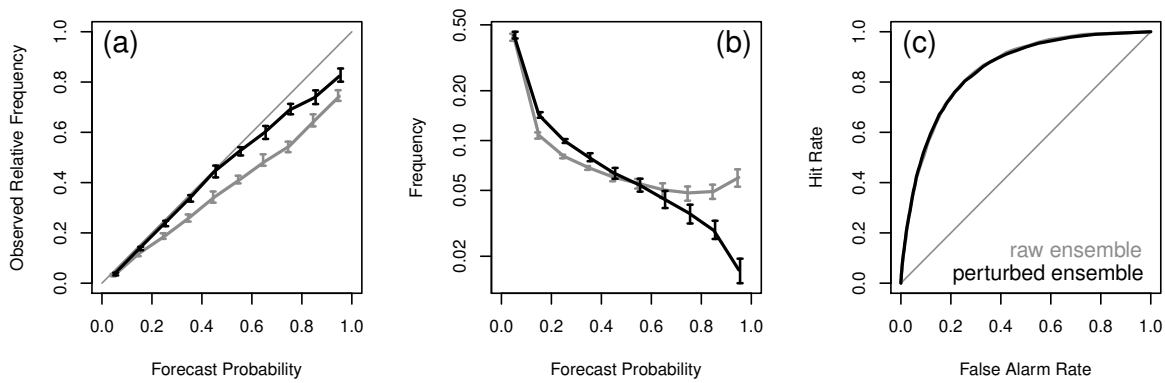 (a)
Observed Relative Frequency
1.0
0.8
0.6
0.4
0.2
0.0
0.0 0.2 0.4 0.6 0.8 1.0
Forecast Probability
(b)
Frequency
0.50
0.20
0.10
0.05
0.02
0.0 0.2 0.4 0.6 0.8 1.0
Forecast Probability
(c)
Hit Rate
1.0
0.8
0.6
0.4
0.2
0.0
raw ensemble
perturbed ensemble
0.0 0.2 0.4 0.6 0.8 1.0
False Alarm Rate